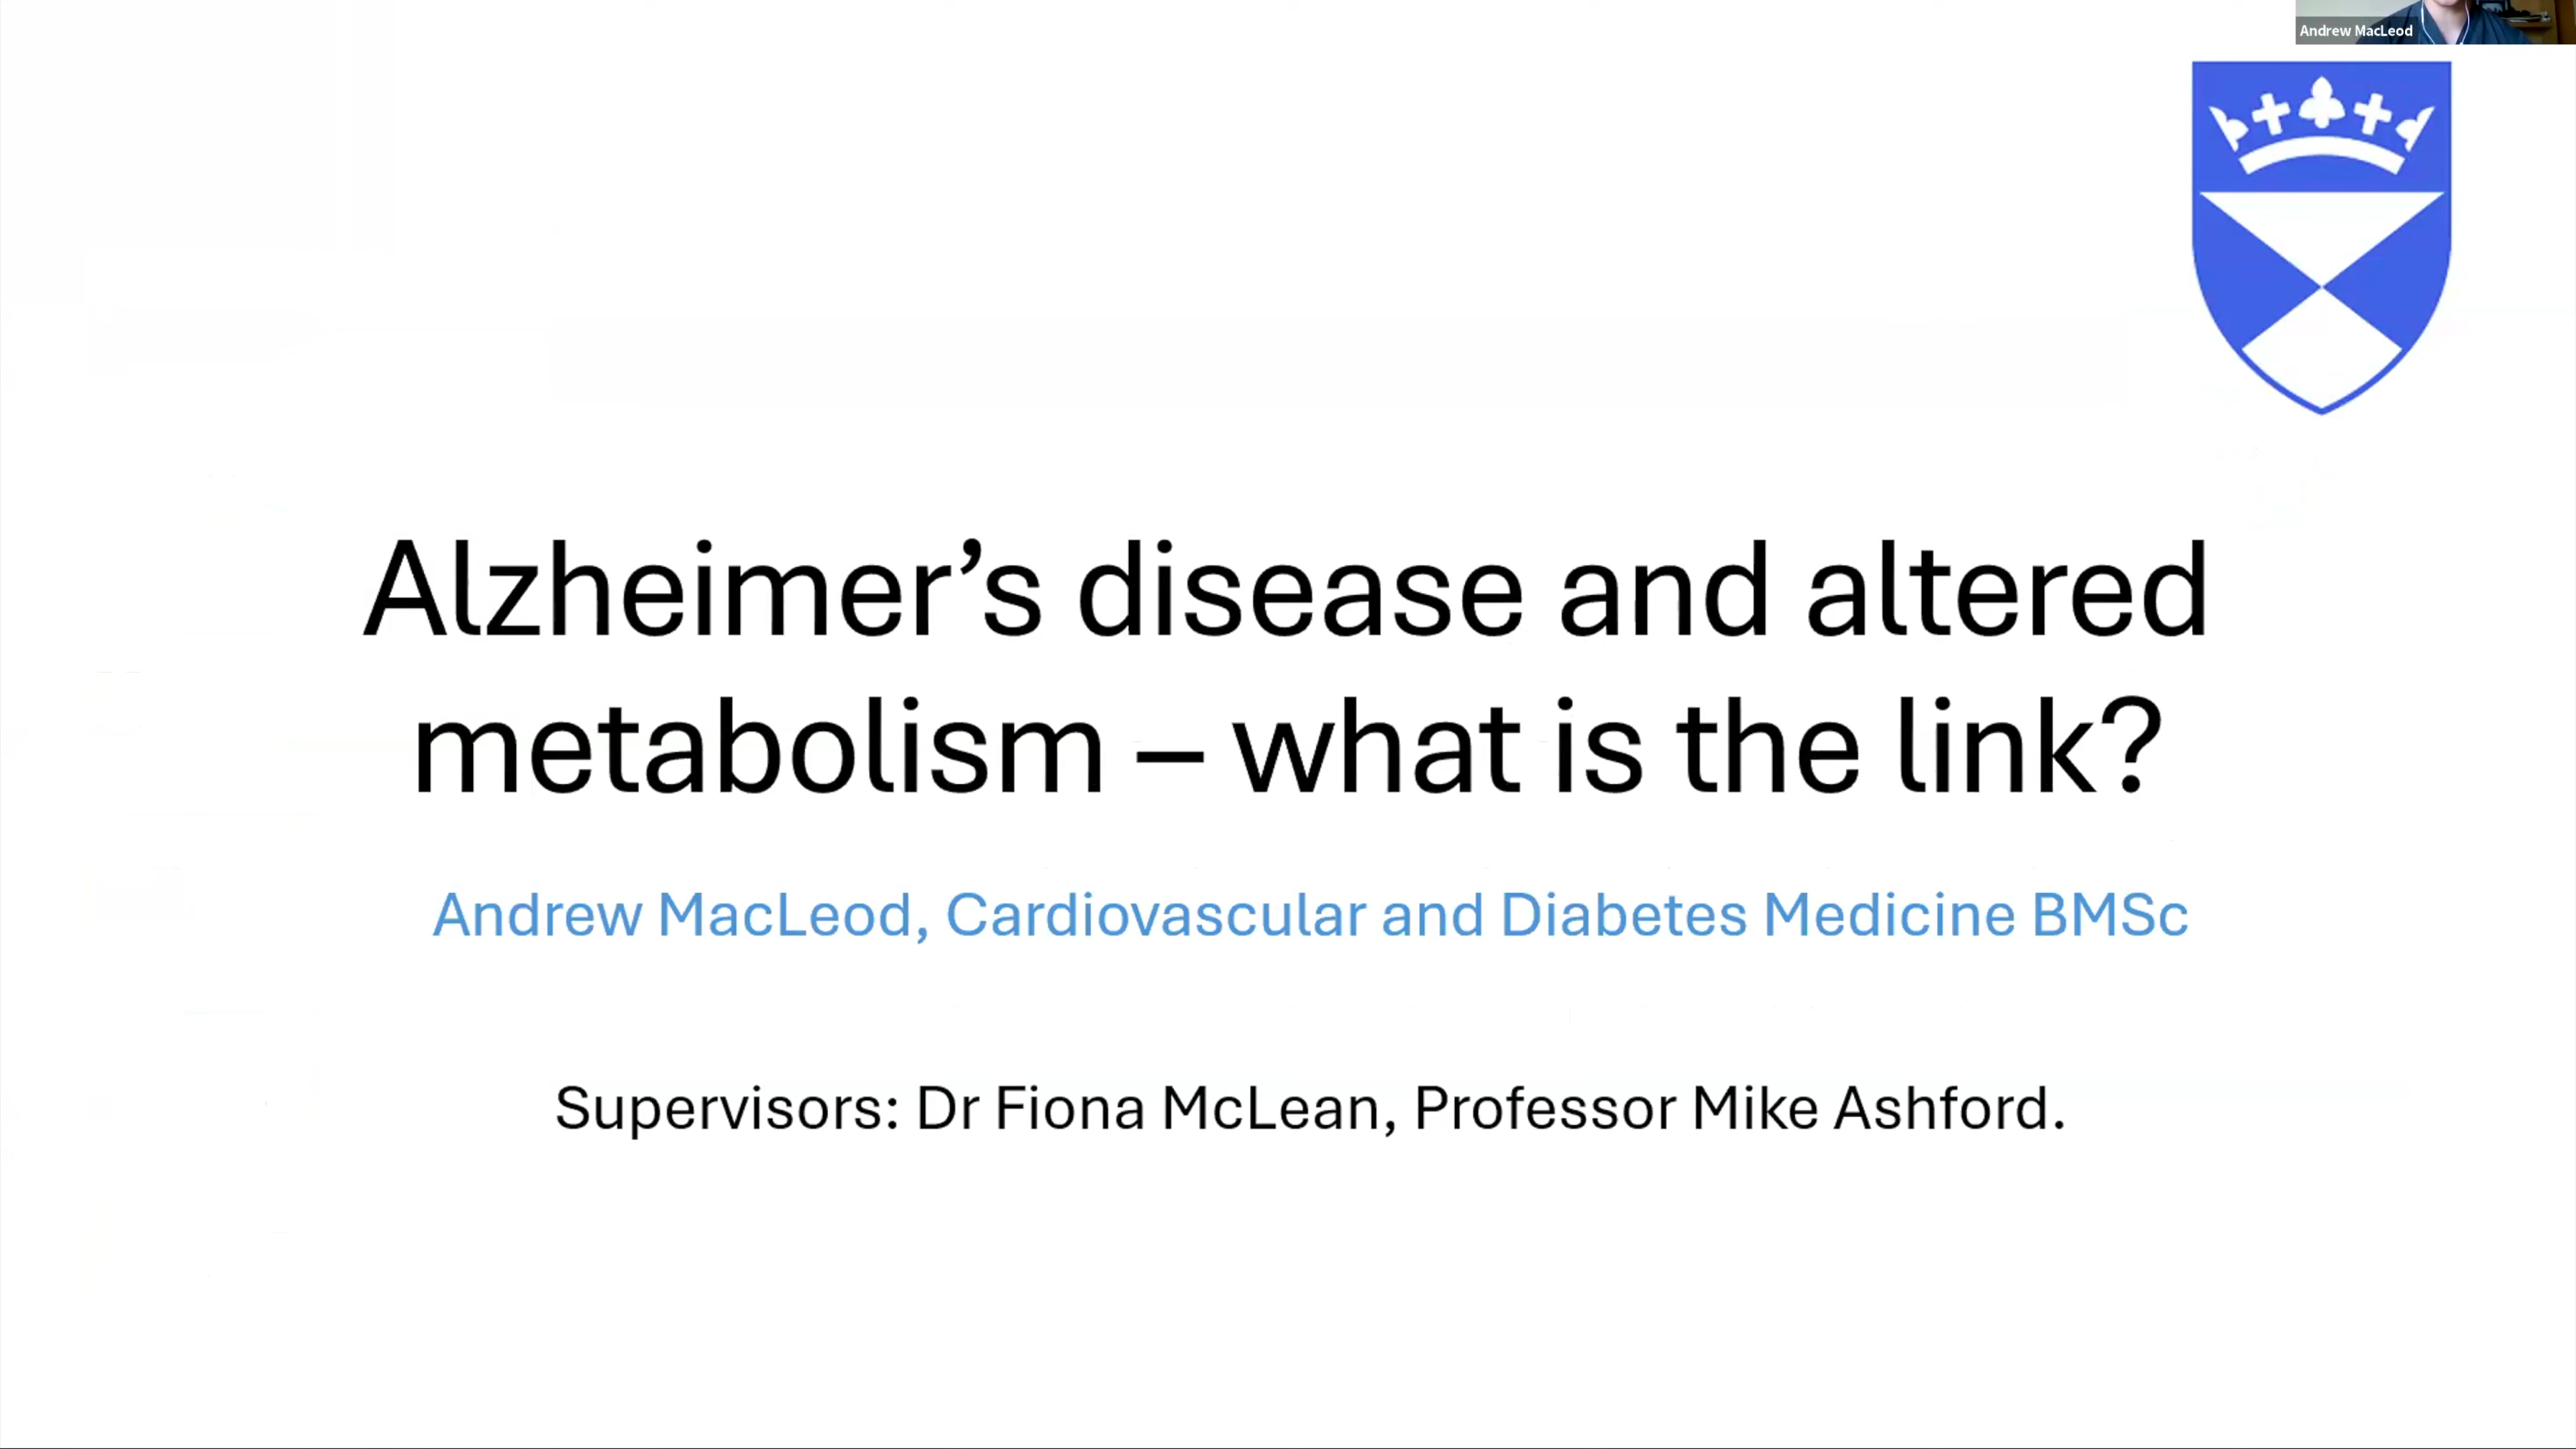 Andrew MacLeod
Alzheimer’s disease and altered
metabolism – what is the link?
Andrew MacLeod, Cardiovascular and Diabetes Medicine BMSc
Supervisors: Dr Fiona McLean, Professor Mike Ashford.